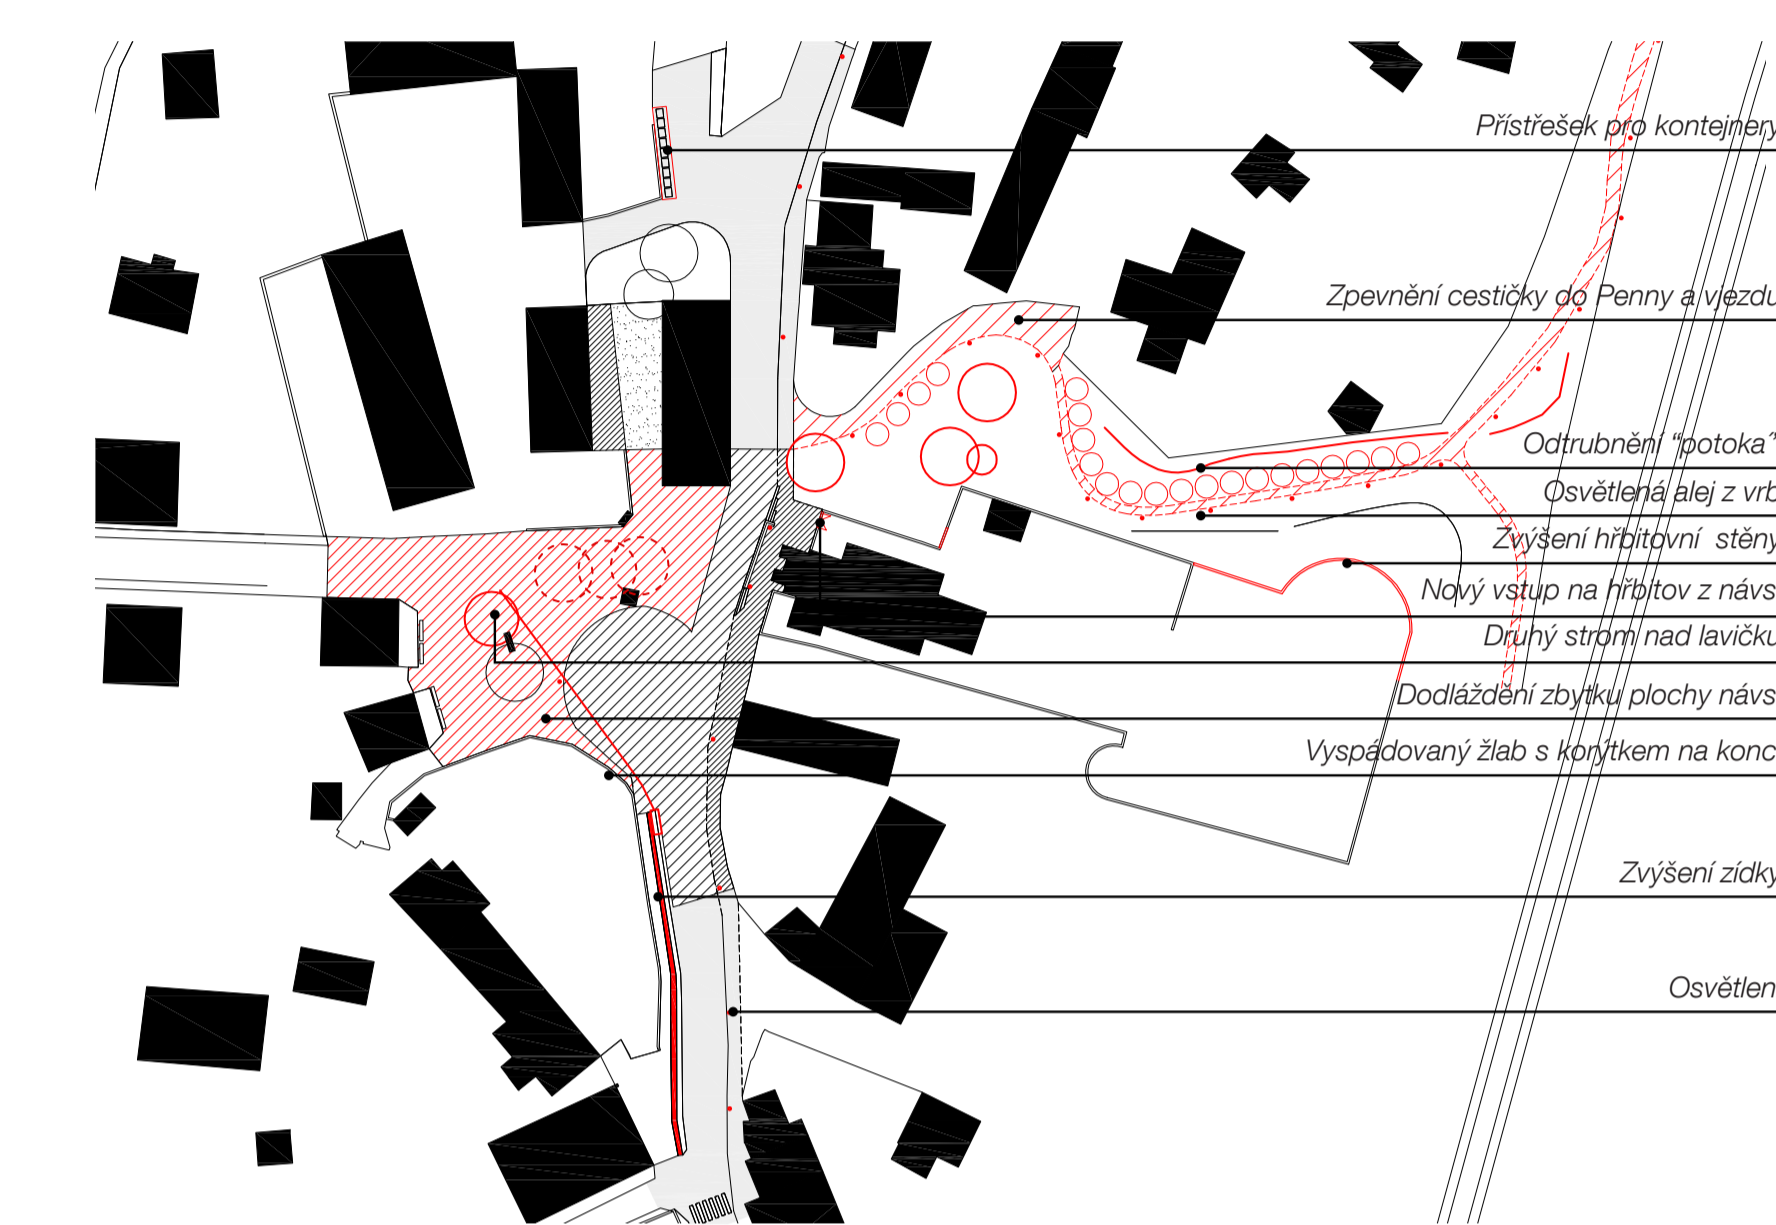 Přístřešek pro kontejnery
Zpevnění cestičky do Penny a vjezdu
Odtrubnění “potoka”
Osvětlená alej z vrb
Zvýšení hřbitovní stěny
Nový vstup na hřbitov z návs
Druhý strom nad lavičku
Dodláždění zbytku plochy návs
Vyspádovaný žlab s korýtkem na konc
Zvýšení zídky
Osvětlen